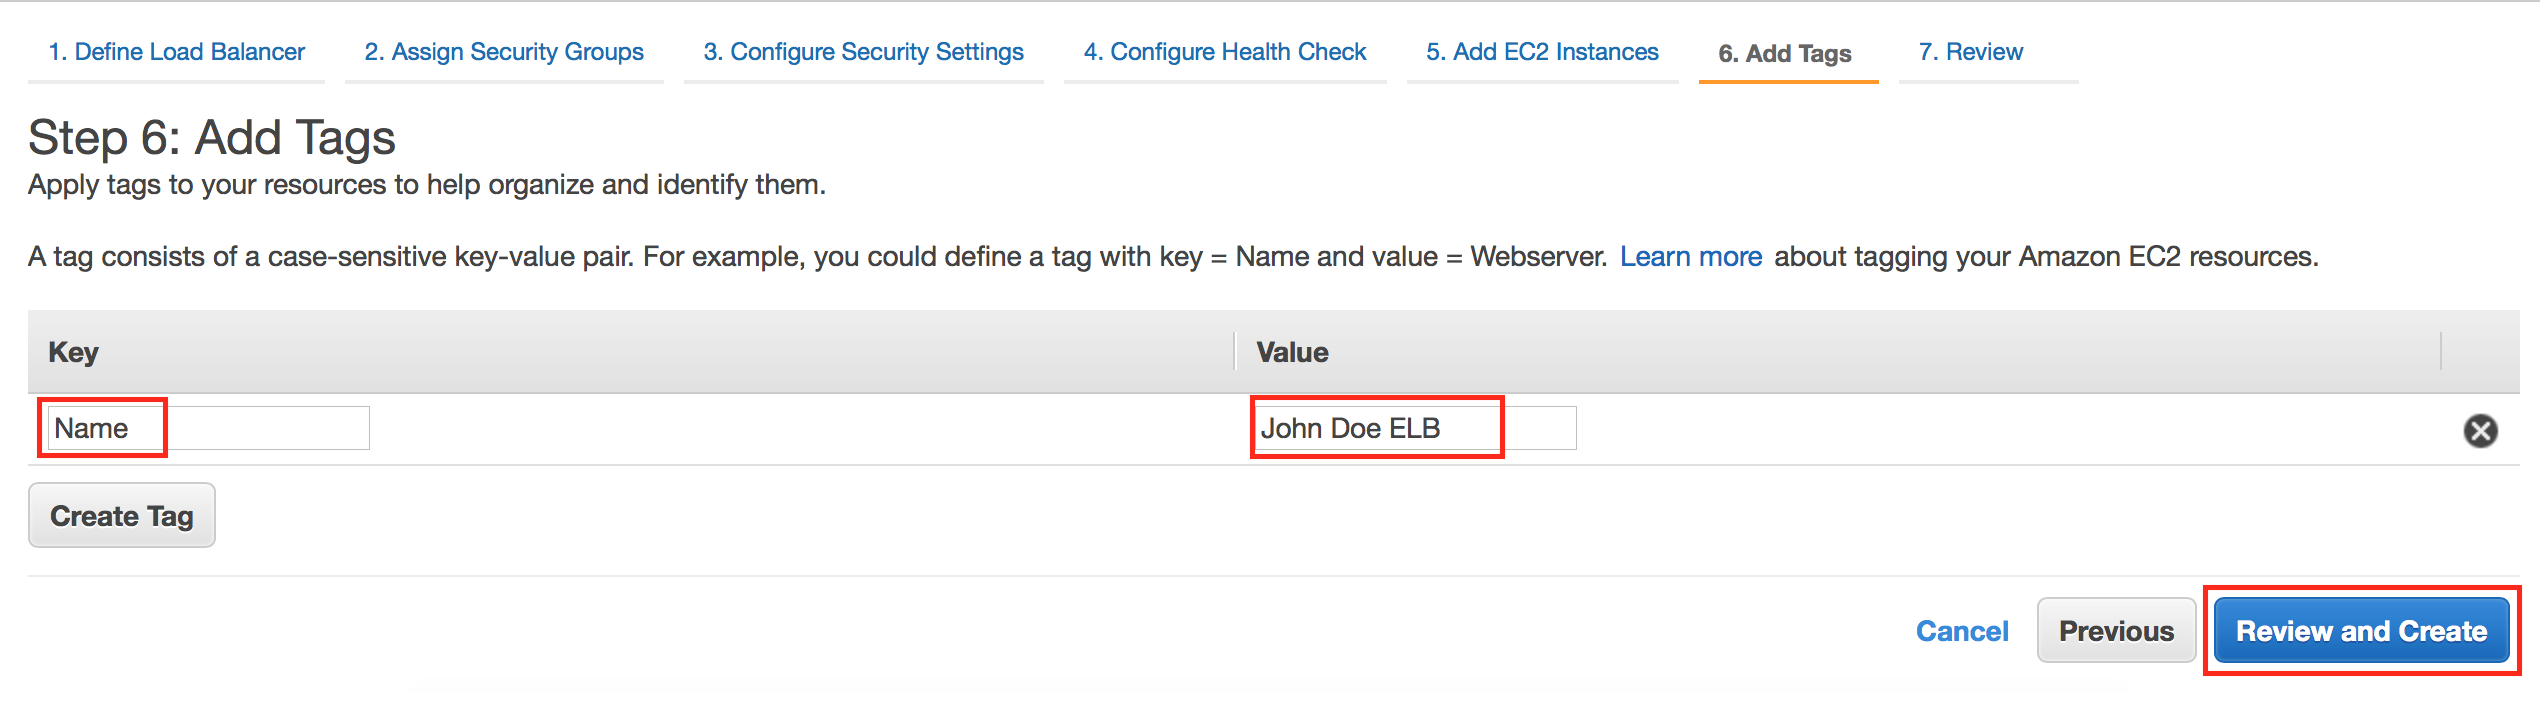 1. Define Load Balancer 2. Assign Security Groups 3. Configure Security Settings 4. Configure Health Check 5. Add EC2 Instances 6. Add Tags 7. Review
Step 6: Add Tags
Apply tags to your resources to help organize and identify them.
A tag consists of a case-sensitive key-value pair. For example, you could define a tag with key = Name and value = Webserver. Learn more about tagging your Amazon EC2 resources.
Key Value
Name John Doe ELB
Create Tag
Cancel Previous Review and Create